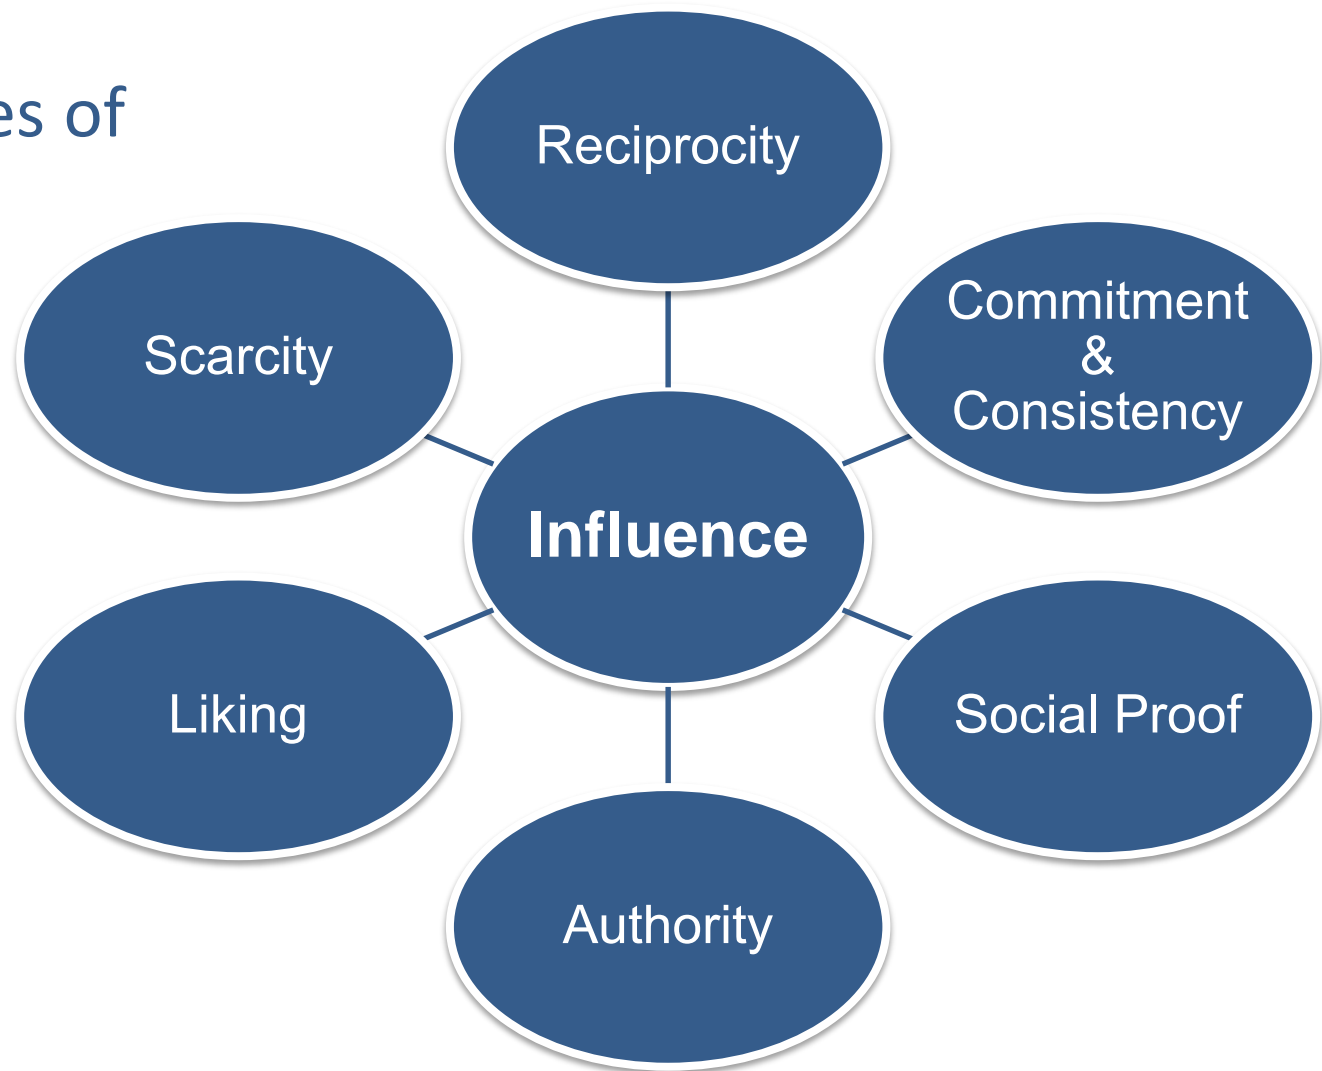 es of
Reciprocity
Commitment
&
Consistency
Scarcity
Influence
Liking
Social Proof
Authority